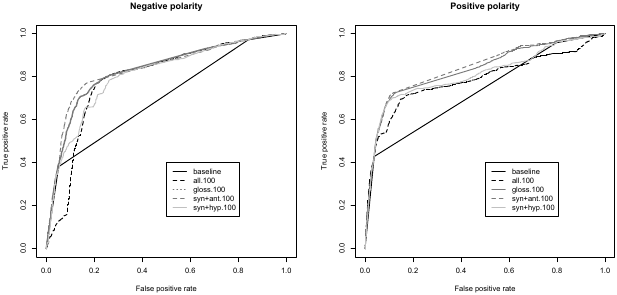 Negative polarity
1.0
0.8
0.6
0.4
0.2
0.0
True positive rate
baseline
all.100
gloss.100
syn+ant.100
syn+hyp.100
0.0 0.2 0.4 0.6 0.8 1.0
False positive rate
Positive polarity
1.0
0.8
0.6
0.4
0.2
0.0
True positive rate
baseline
all.100
gloss.100
syn+ant.100
syn+hyp.100
0.0 0.2 0.4 0.6 0.8 1.0
False positive rate